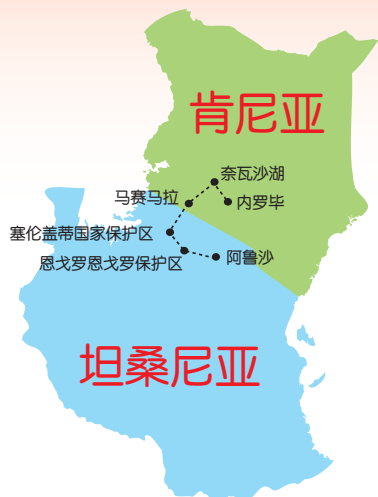 肯尼亚
奈瓦沙湖
马赛马拉
内罗毕
塞伦盖蒂国家保护区
恩戈罗恩戈罗保护区
阿鲁沙
坦桑尼亚